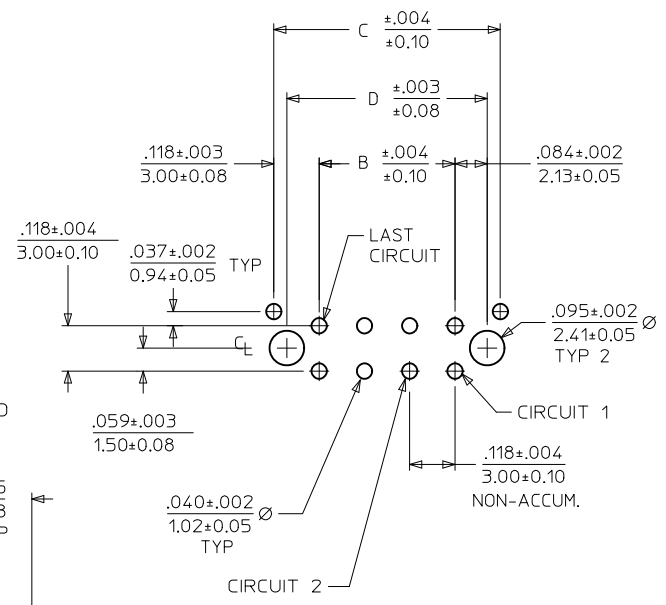 C ±.004
±0.10
D ±.003
±0.08
.118±.003
3.00±0.08
B ±.004
±0.10
.084±.002
2.13±0.05
.118±.004
3.00±0.10
.037±.002
0.94±0.05
TYP
LAST
CIRCUIT
CL
.095±.002
2.41±0.05
Ø
TYP 2
.059±.003
1.50±0.08
CIRCUIT 1
.118±.004
3.00±0.10
NON-ACCUM.
.040±.002
1.02±0.05
Ø
TYP
CIRCUIT 2